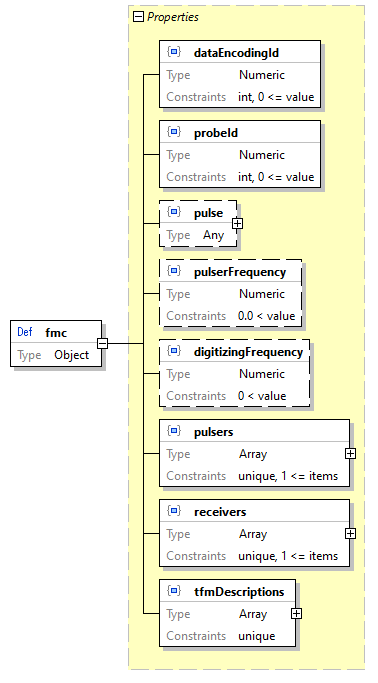 Properties
dataEncodingId
Type Numeric
Constraints int, 0 <= value
probeId
Type Numeric
Constraints int, 0 <= value
pulse
Type Any
pulserFrequency
Type Numeric
Constraints 0.0 < value
Def fmc
Type Object
digitizingFrequency
Type Numeric
Constraints 0 < value
pulsers
Type Array
Constraints unique, 1 <= items
receivers
Type Array
Constraints unique, 1 <= items
tfmDescriptions
Type Array
Constraints unique